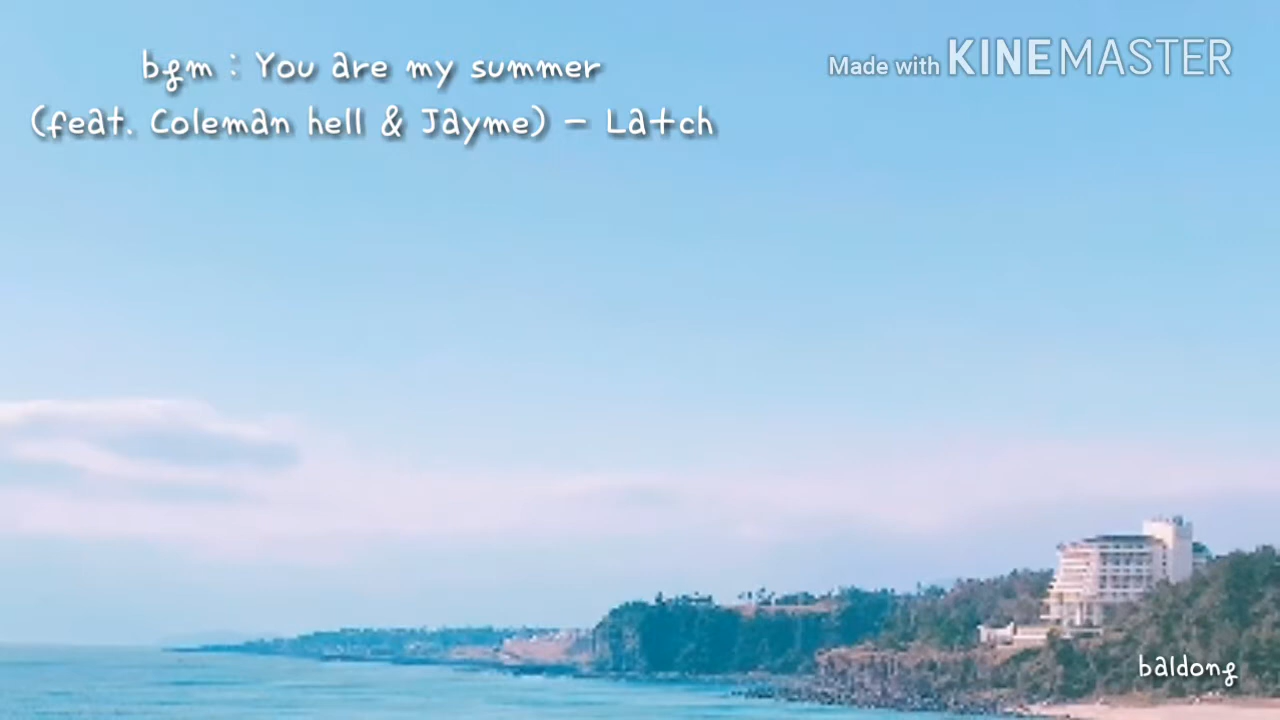 bgm : You are my summer
(feat. Coleman hell & Jayme) - Latch
Made with KINEMASTER
baldong